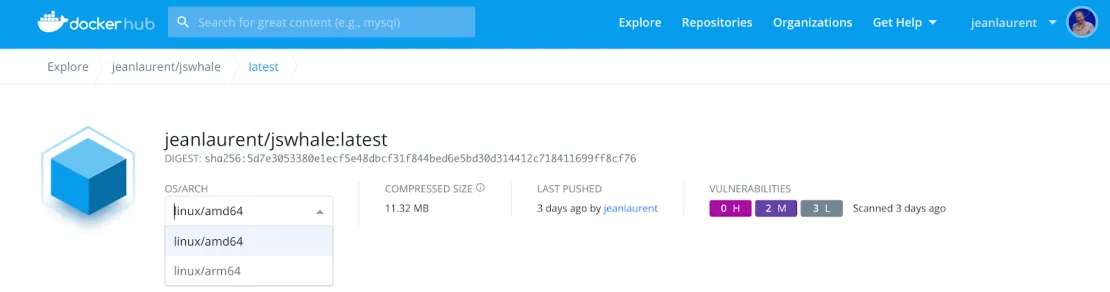 dockerhub
Search for great content (e.g., mysql)
Explore
Repositories
Organizations
Get Help
jeanlaurent
Explore
jeanlaurent/jswhale
latest
jeanlaurent/jswhale:latest
DIGEST: sha256:5d7e3053380e1ecf5e48dbcf31f844bed6e5bd30d314412c718411699ff8cf76
OS/ARCH
linux/amd64
linux/amd64
linux/arm64
COMPRESSED SIZE
11.32 MB
LAST PUSHED
3 days ago by jeanlaurent
VULNERABILITIES
0 H 2 M 3 L Scanned 3 days ago